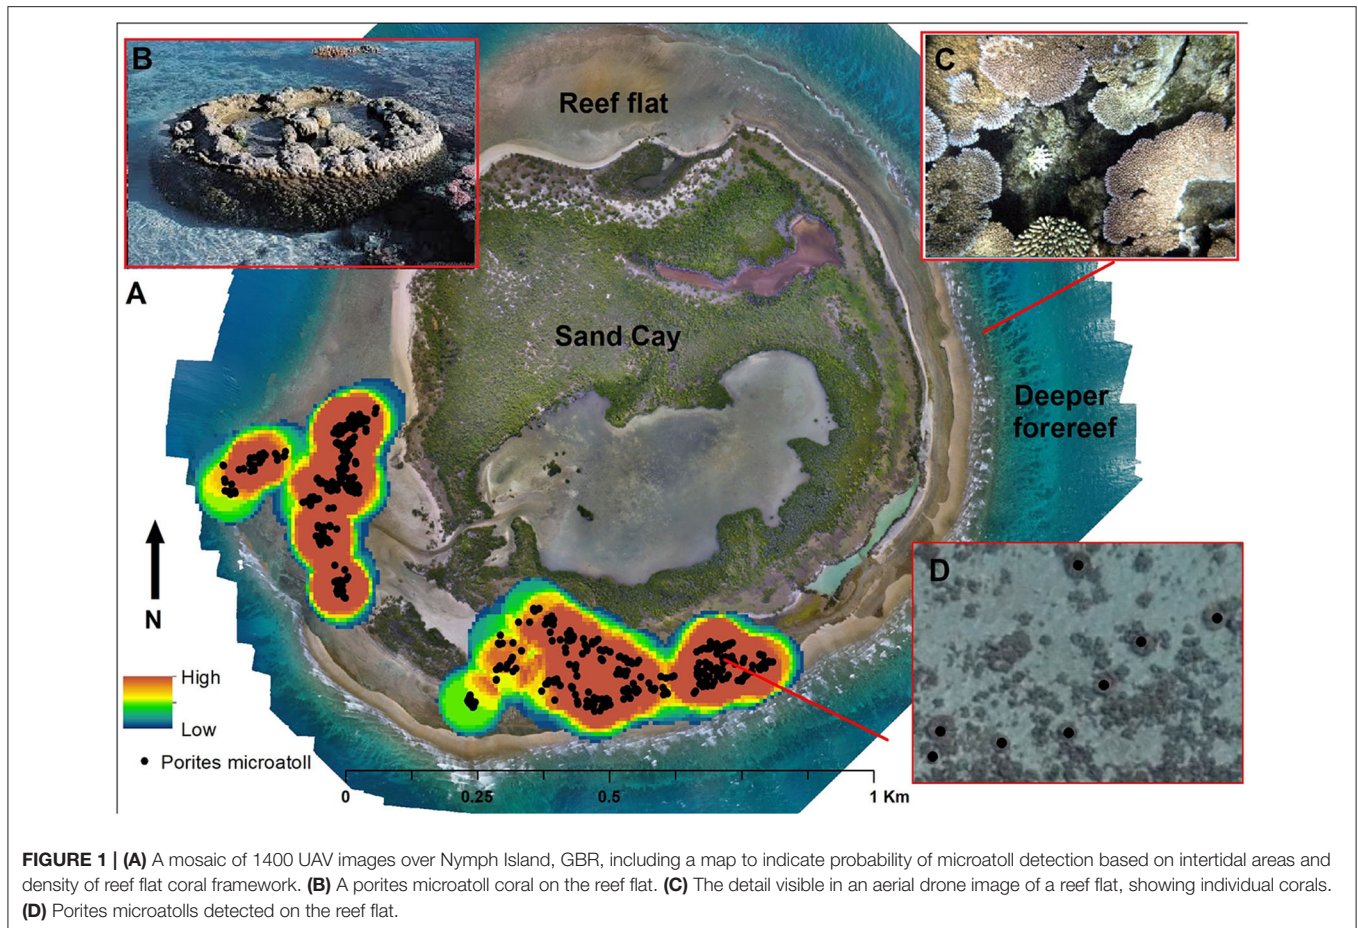 B
C
Reef flat
A
Sand Cay
Deeper
forereef
N
D
High
Low
Porites microatoll
0 0.25 0.5 1 Km
FIGURE 1 | (A) A mosaic of 1400 UAV images over Nymph Island, GBR, including a map to indicate probability of microatoll detection based on intertidal areas and
density of reef flat coral framework. (B) A porites microatoll coral on the reef flat. (C) The detail visible in an aerial drone image of a reef flat, showing individual corals.
(D) Porites microatolls detected on the reef flat.